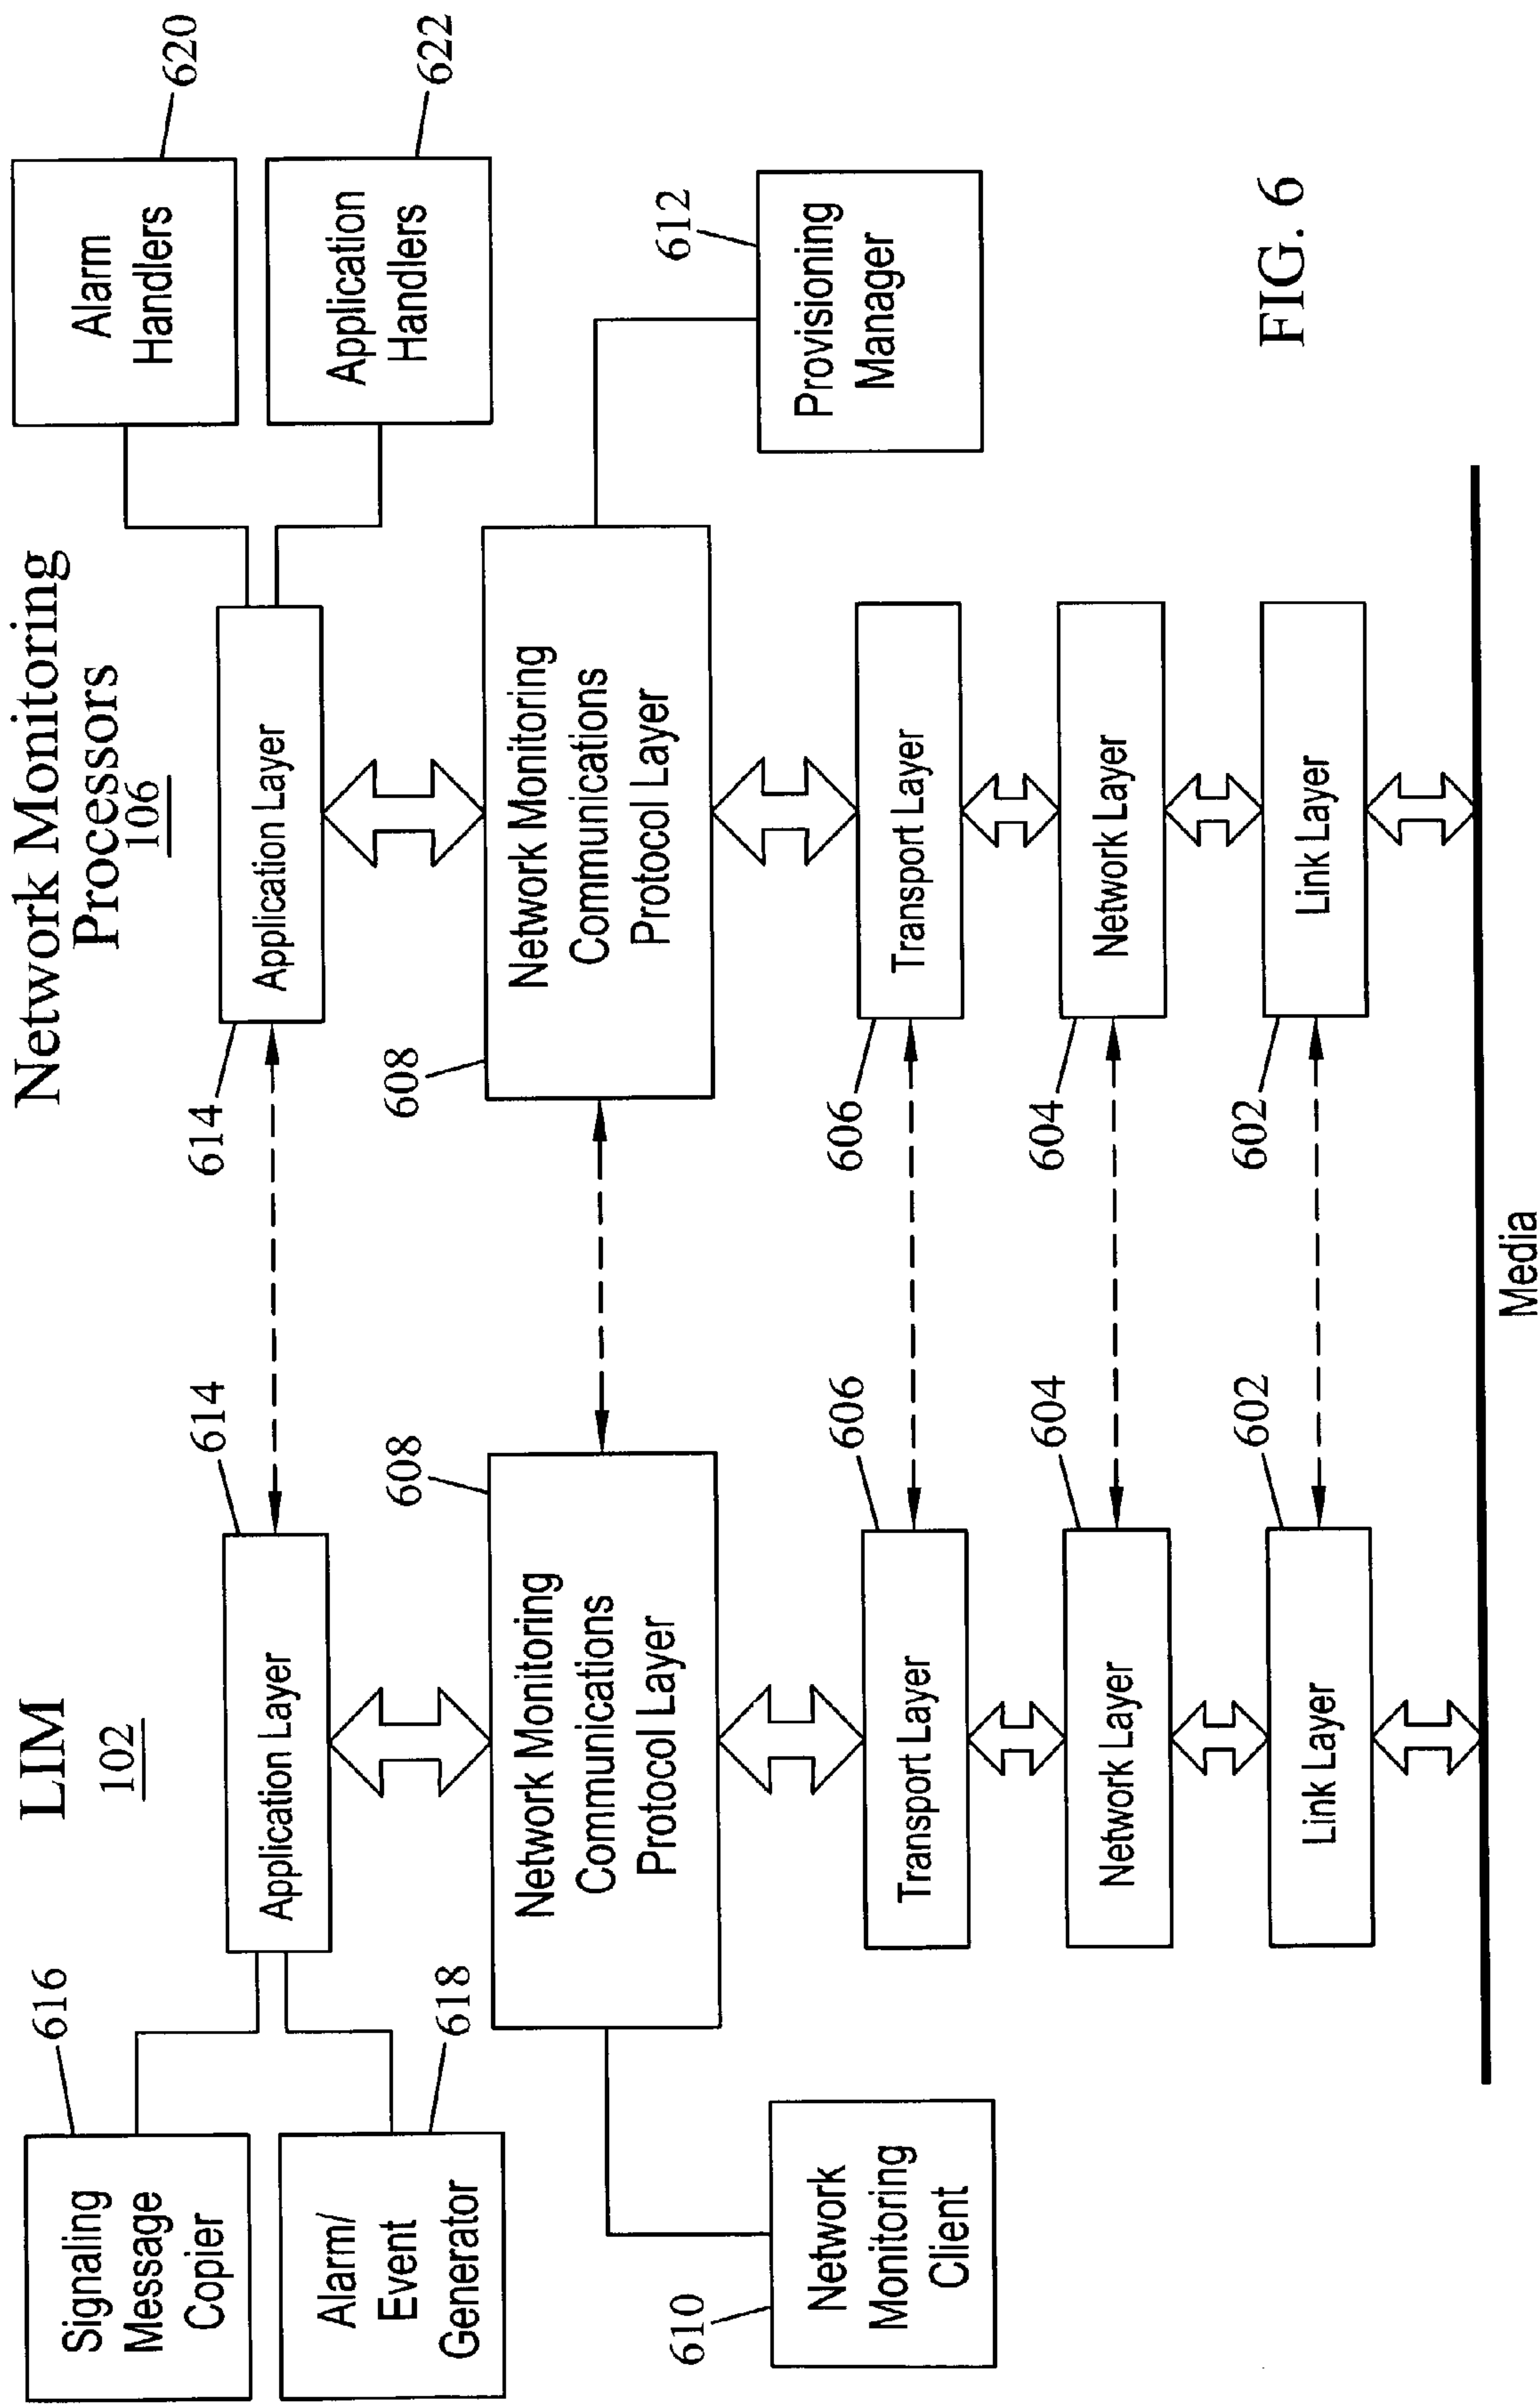 LIM
102
Network Monitoring
Processors
106
616
Signaling
Message
Copier
618
Alarm/
Event
Generator
614
Application Layer
614
Application Layer
620
Alarm
Handlers
622
Application
Handlers
608
Network Monitoring
Communications
Protocol Layer
608
Network Monitoring
Communications
Protocol Layer
610
Network
Monitoring
Client
612
Provisioning
Manager
606
Transport Layer
606
Transport Layer
604
Network Layer
604
Network Layer
602
Link Layer
602
Link Layer
Media
FIG. 6